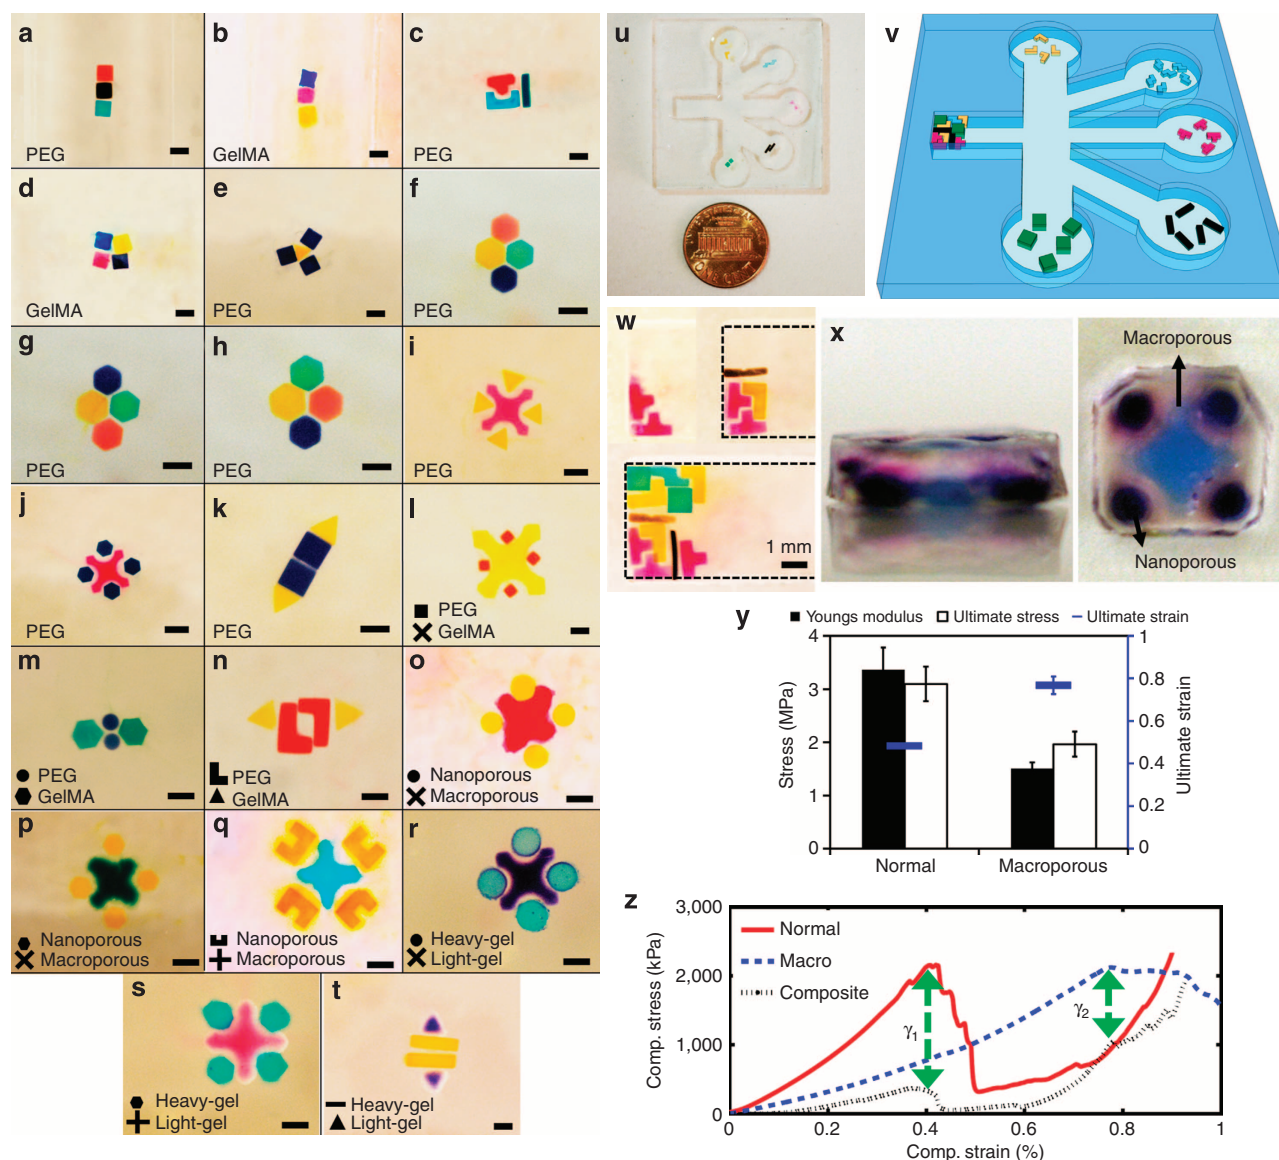 a
PEG
b
GelMA
c
PEG
d
GelMA
e
PEG
f
PEG
g
PEG
h
PEG
i
PEG
j
PEG
k
PEG
l
PEG
GelMA
m
PEG
GelMA
n
PEG
GelMA
o
Nanoporous
Macroporous
p
Nanoporous
Macroporous
q
Nanoporous
Macroporous
r
Heavy-gel
Light-gel
s
Heavy-gel
Light-gel
t
Heavy-gel
Light-gel
u
v
w
1 mm
x
Macroporous
Nanoporous
y
Youngs modulus Ultimate stress Ultimate strain
Stress (MPa)
4
3
2
1
0
1
0.8
0.6
0.4
0.2
0
Ultimate strain
Normal Macroporous
z
Comp. stress (kPa)
3,000
2,000
1,000
0
Normal
Macro
Composite
γ1
γ2
0 0.2 0.4 0.6 0.8 1
Comp. strain (%)